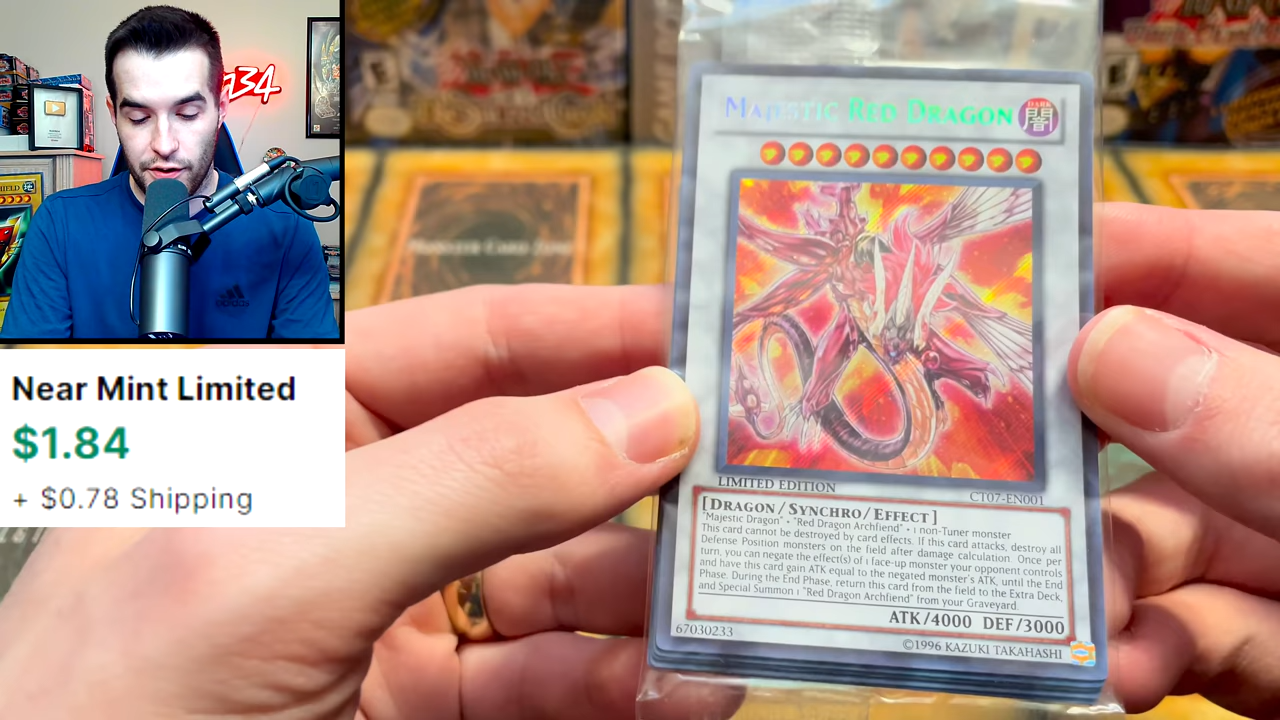 a34
Near Mint Limited
$1.84
+ $0.78 Shipping
Majestic Red Dragon
DARK
闇
LIMITED EDITION
CT07-EN001
[Dragon/Synchro/Effect]
"Majestic Dragon" + "Red Dragon Archfiend" + 1 non-Tuner monster
This card cannot be destroyed by card effects. If this card attacks, destroy all
Defense Position monsters on the field after damage calculation. Once per
turn, you can negate the effect(s) of 1 face-up monster your opponent controls
and have this card gain ATK equal to the negated monster's ATK, until the End
Phase. During the End Phase, return this card from the field to the Extra Deck,
and Special Summon 1 "Red Dragon Archfiend" from your Graveyard.
ATK/4000 DEF/3000
67030233
©1996 KAZUKI TAKAHASHI
adidas
Monster Card Zone